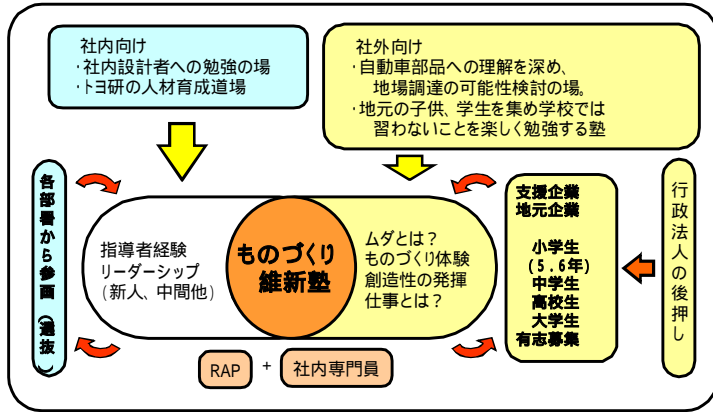 社内向け
・社内設計者への勉強の場
・トヨ研の人材育成道場
社外向け
・自動車部品への理解を深め、
地場調達の可能性検討の場。
・地元の子供、学生を集め学校では
習わないことを楽しく勉強する塾
各部署から参画(選抜)
指導者経験
リーダーシップ
(新人、中間他)
ものづくり
維新塾
ムダとは?
ものづくり体験
創造性の発揮
仕事とは?
支援企業
地元企業
小学生
(5.6年)
中学生
高校生
大学生
有志募集
行政法人の後押し
RAP
+
社内専門員